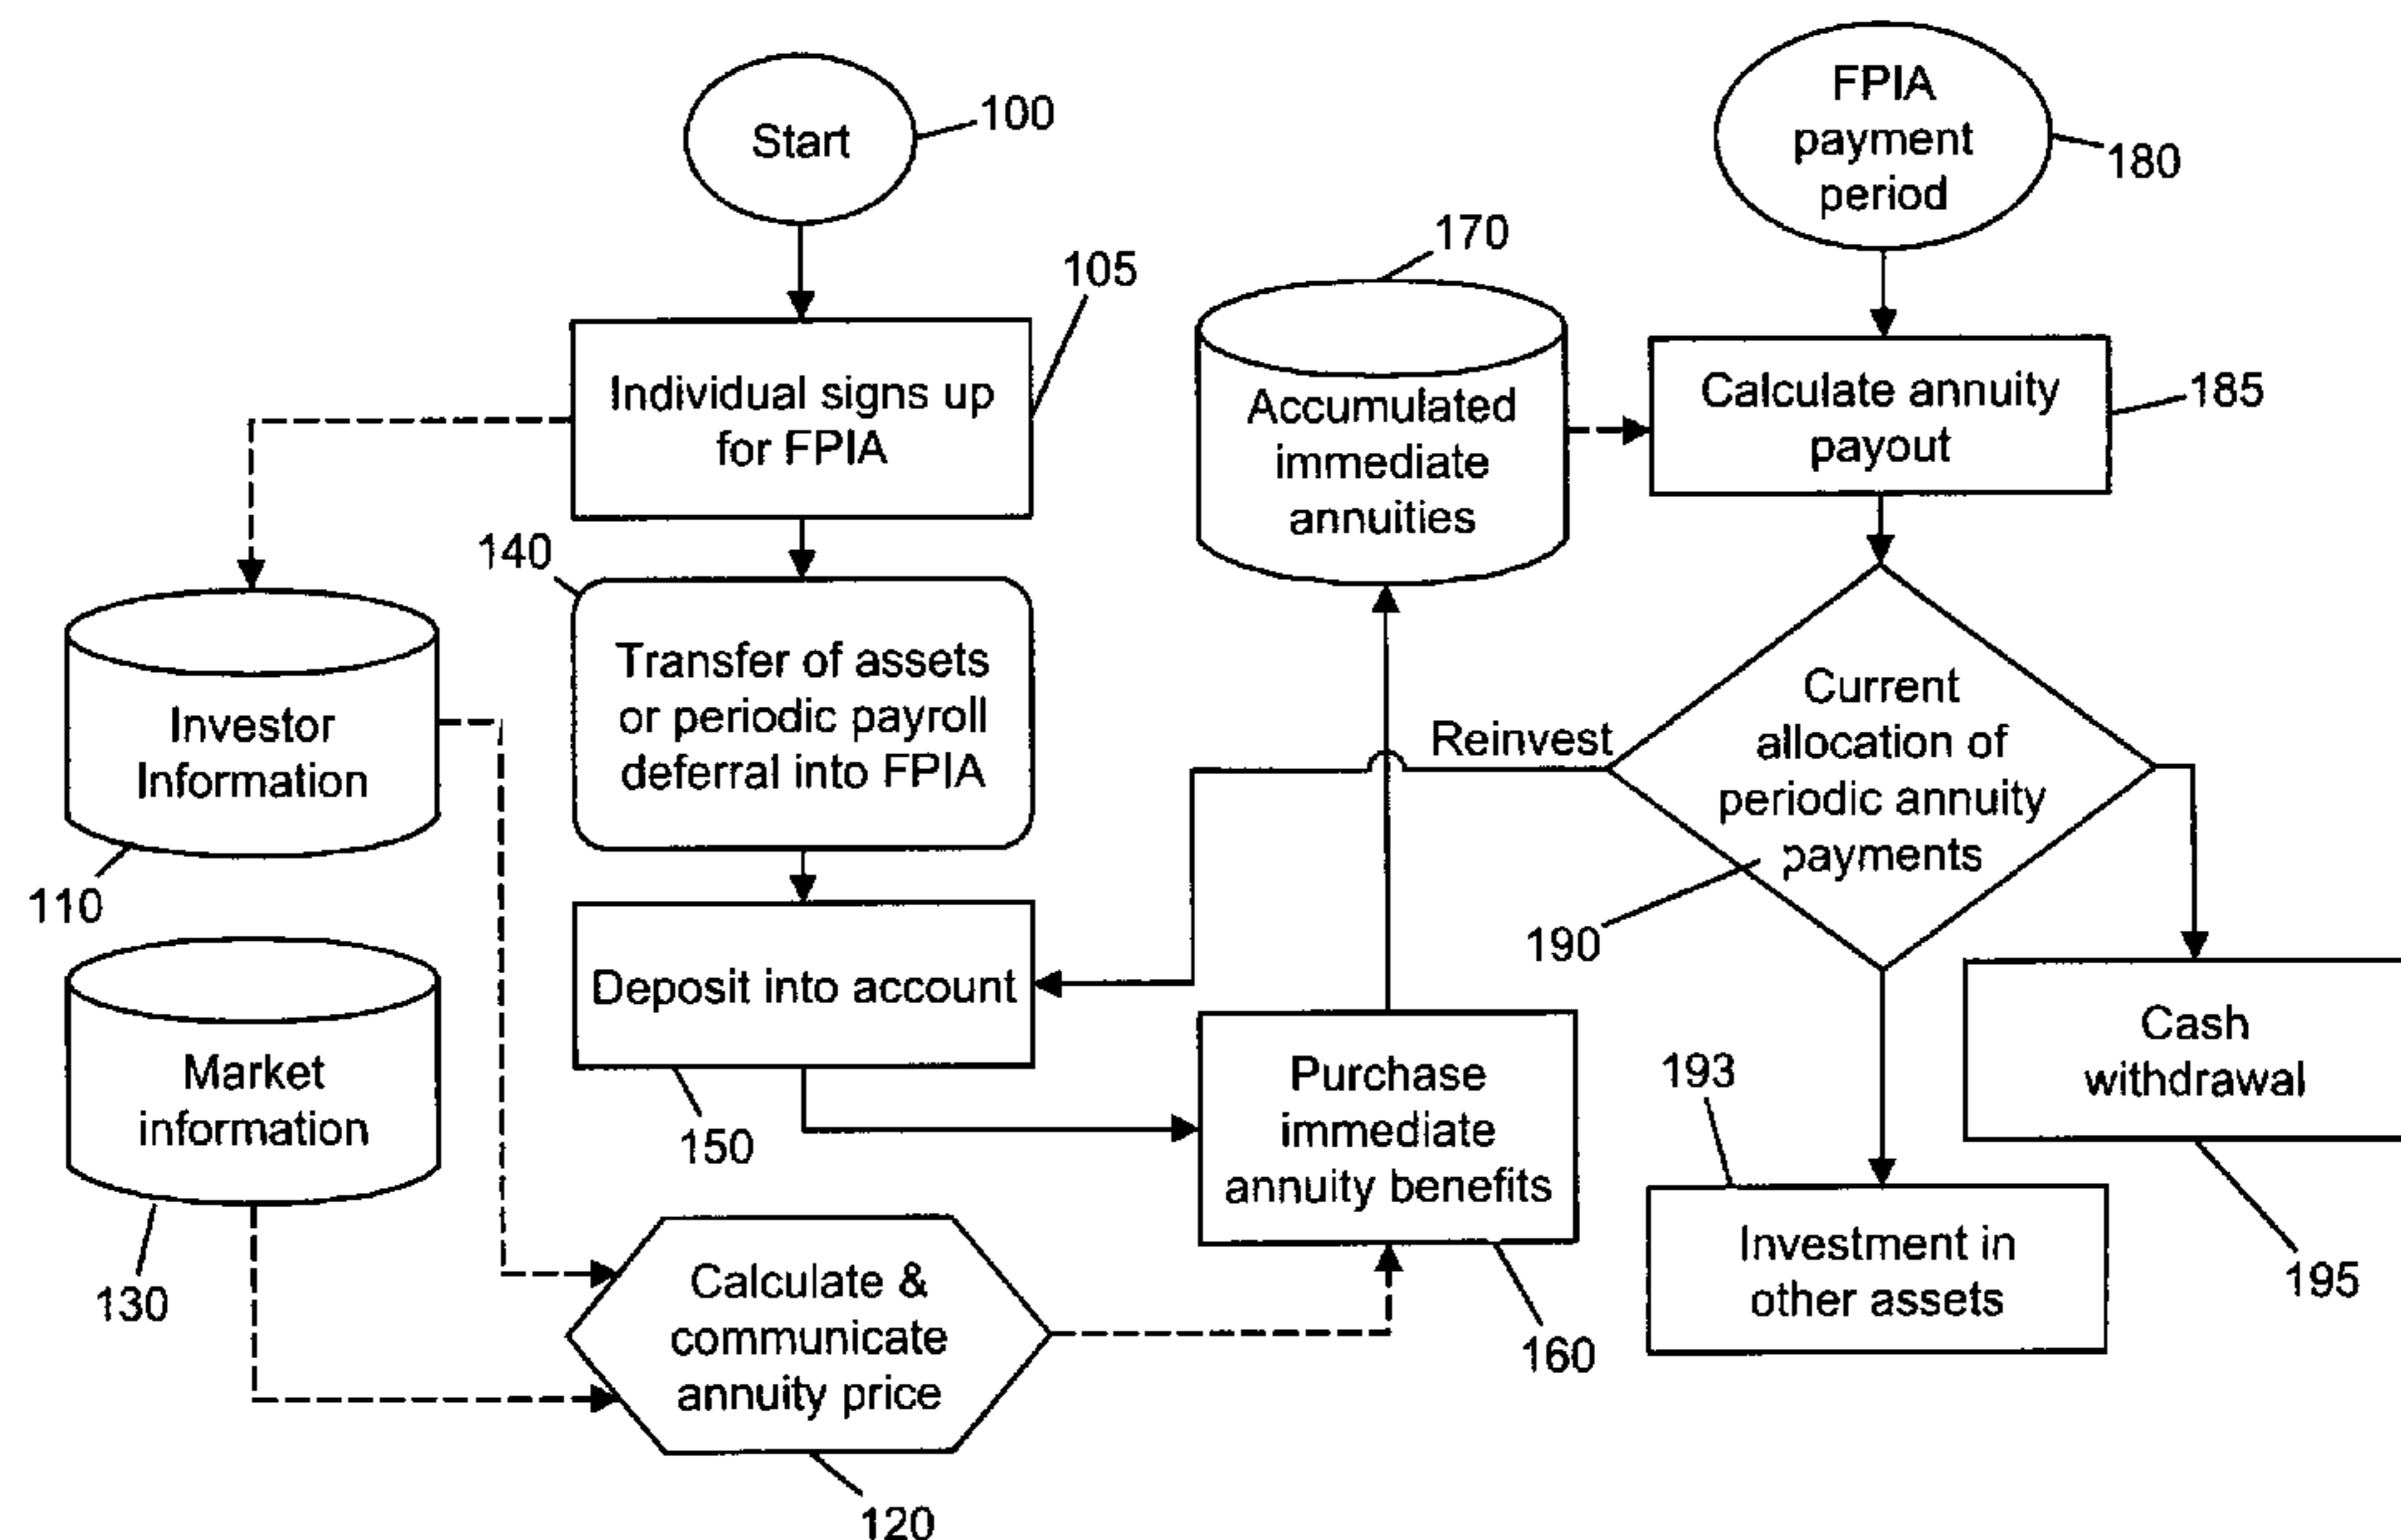 Start
100
FPIA
payment
period
180
105
170
Individual signs up
for FPIA
Accumulated
immediate
annuities
Calculate annuity
payout
185
140
Transfer of assets
or periodic payroll
deferral into FPIA
Investor
Information
110
Reinvest
Current
allocation of
periodic annuity
payments
190
Deposit into account
150
Market
information
130
Purchase
immediate
annuity benefits
160
Cash
withdrawal
195
193
Investment in
other assets
Calculate &
communicate
annuity price
120